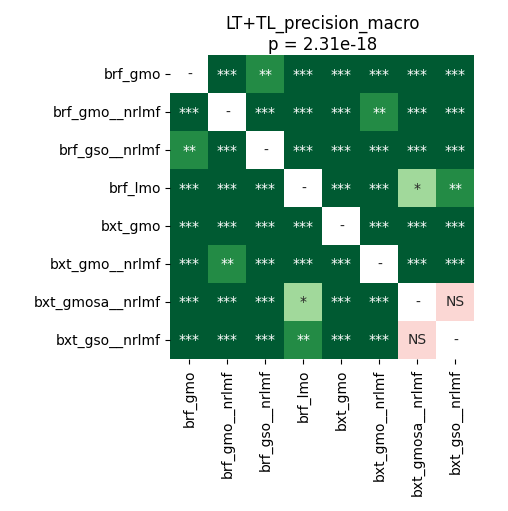 LT+TL_precision_macro
p = 2.31e-18
brf_gmo - *** ** *** *** *** *** ***
brf_gmo__nrlmf *** - *** *** *** ** *** ***
brf_gso__nrlmf ** *** - *** *** *** *** ***
brf_lmo *** *** *** - *** *** * **
bxt_gmo *** *** *** *** - *** *** ***
bxt_gmo__nrlmf *** ** *** *** *** - *** ***
bxt_gmosa__nrlmf *** *** *** * *** *** - NS
bxt_gso__nrlmf *** *** *** ** *** *** NS -
brf_gmo
brf_gmo__nrlmf
brf_gso__nrlmf
brf_lmo
bxt_gmo
bxt_gmo__nrlmf
bxt_gmosa__nrlmf
bxt_gso__nrlmf